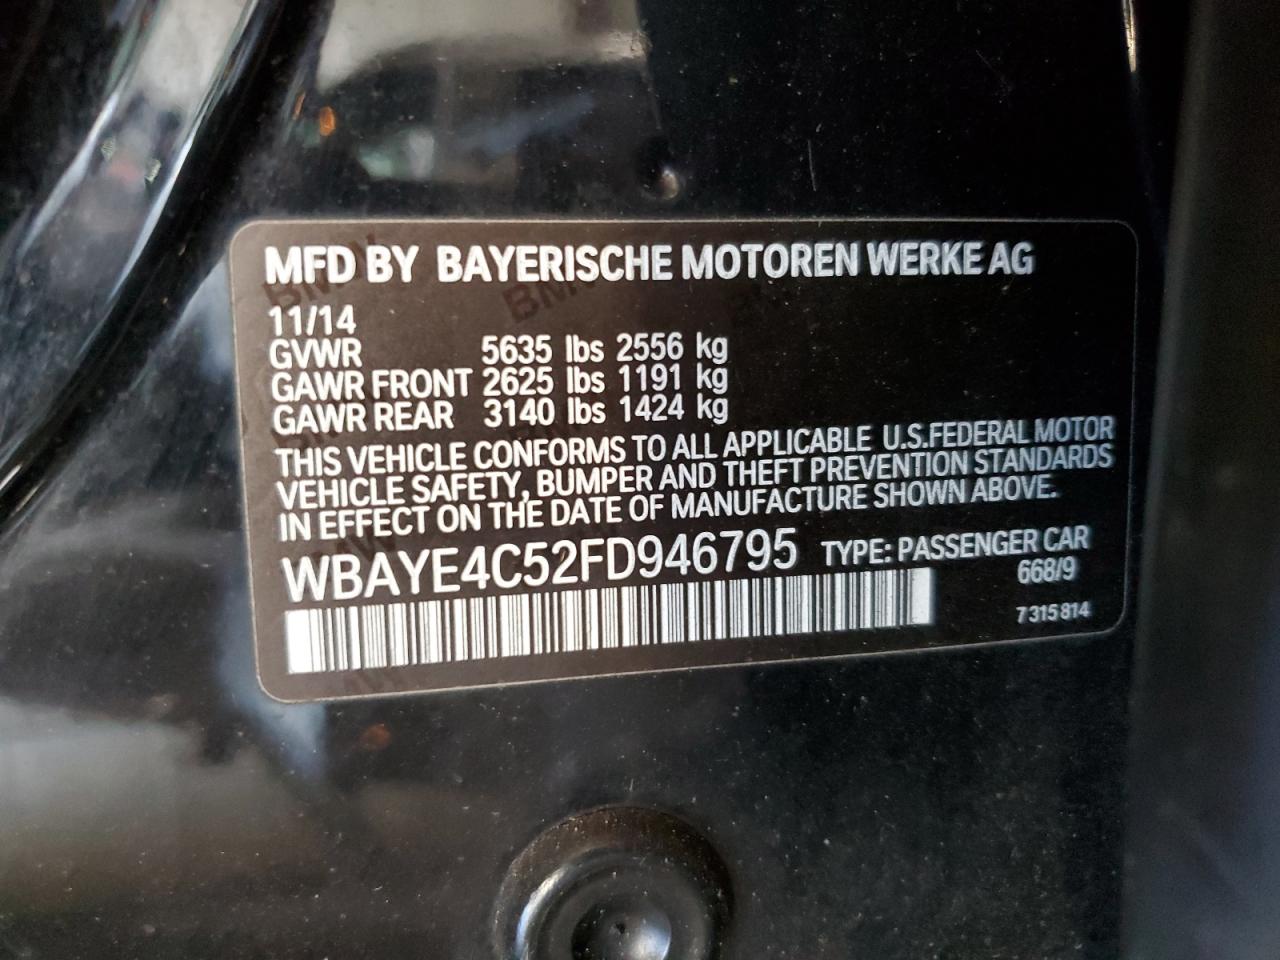 MFD BY BAYERISCHE MOTOREN WERKE AG
11/14
GVWR 5635 lbs 2556 kg
GAWR FRONT 2625 lbs 1191 kg
GAWR REAR 3140 lbs 1424 kg
THIS VEHICLE CONFORMS TO ALL APPLICABLE U.S.FEDERAL MOTOR
VEHICLE SAFETY, BUMPER AND THEFT PREVENTION STANDARDS
IN EFFECT ON THE DATE OF MANUFACTURE SHOWN ABOVE.
WBAYE4C52FD946795 TYPE: PASSENGER CAR
668/9
7 315 814